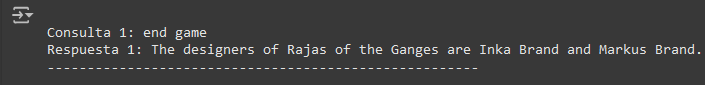 Consulta 1: end game
Respuesta 1: The designers of Rajas of the Ganges are Inka Brand and Markus Brand.
------------------------------------------------------